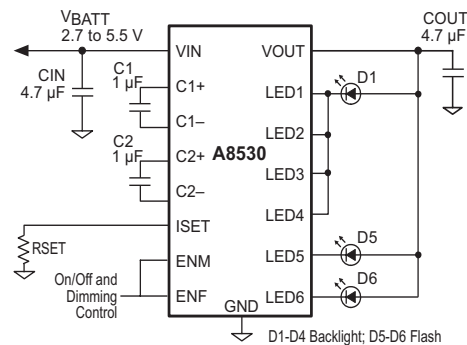 VBATT
2.7 to 5.5 V
COUT
4.7 µF
CIN
4.7 µF
C1
1 µF
C2
1 µF
VIN
C1+
C1–
C2+
C2–
ISET
ENM
ENF
GND
A8530
VOUT
LED1
LED2
LED3
LED4
LED5
LED6
D1
D5
D6
RSET
On/Off and
Dimming
Control
D1-D4 Backlight; D5-D6 Flash